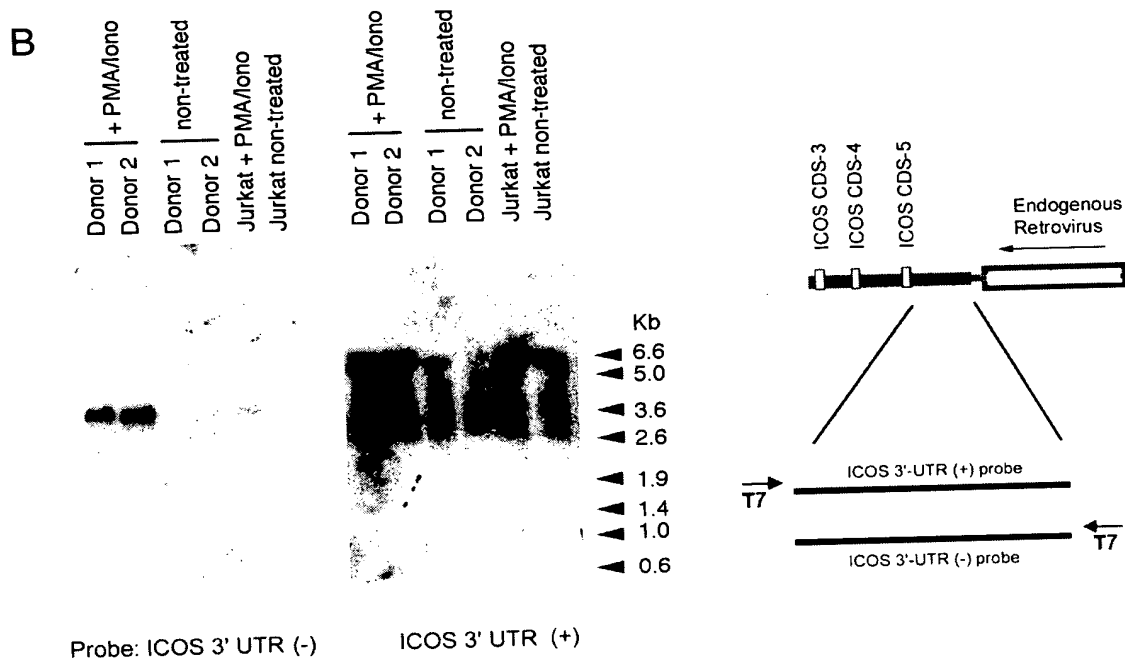 B
+ PMA/Iono
non-treated
Donor 1
Donor 2
Donor 1
Donor 2
Jurkat + PMA/Iono
Jurkat non-treated
+ PMA/Iono
non-treated
Donor 1
Donor 2
Donor 1
Donor 2
Jurkat + PMA/Iono
Jurkat non-treated
Kb
6.6
5.0
3.6
2.6
1.9
1.4
1.0
0.6
Probe: ICOS 3' UTR (-)
ICOS 3' UTR (+)
ICOS CDS-3
ICOS CDS-4
ICOS CDS-5
Endogenous
Retrovirus
ICOS 3'-UTR (+) probe
T7
T7
ICOS 3'-UTR (-) probe